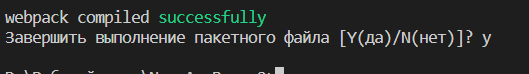 webpack compiled successfully
Завершить выполнение пакетного файла [Y(да)/N(нет)]? y